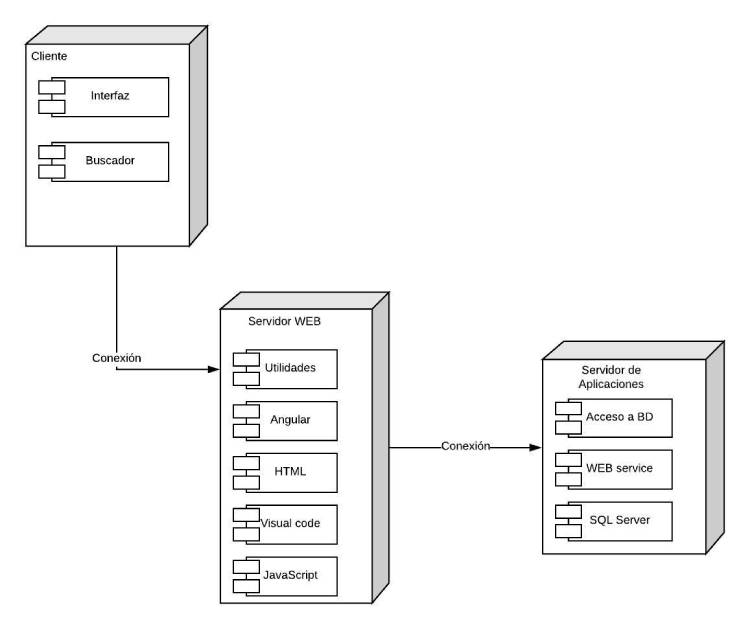 Cliente
Interfaz
Buscador
Conexión
Servidor WEB
Utilidades
Angular
HTML
Visual code
JavaScript
Conexión
Servidor de
Aplicaciones
Acceso a BD
WEB service
SQL Server